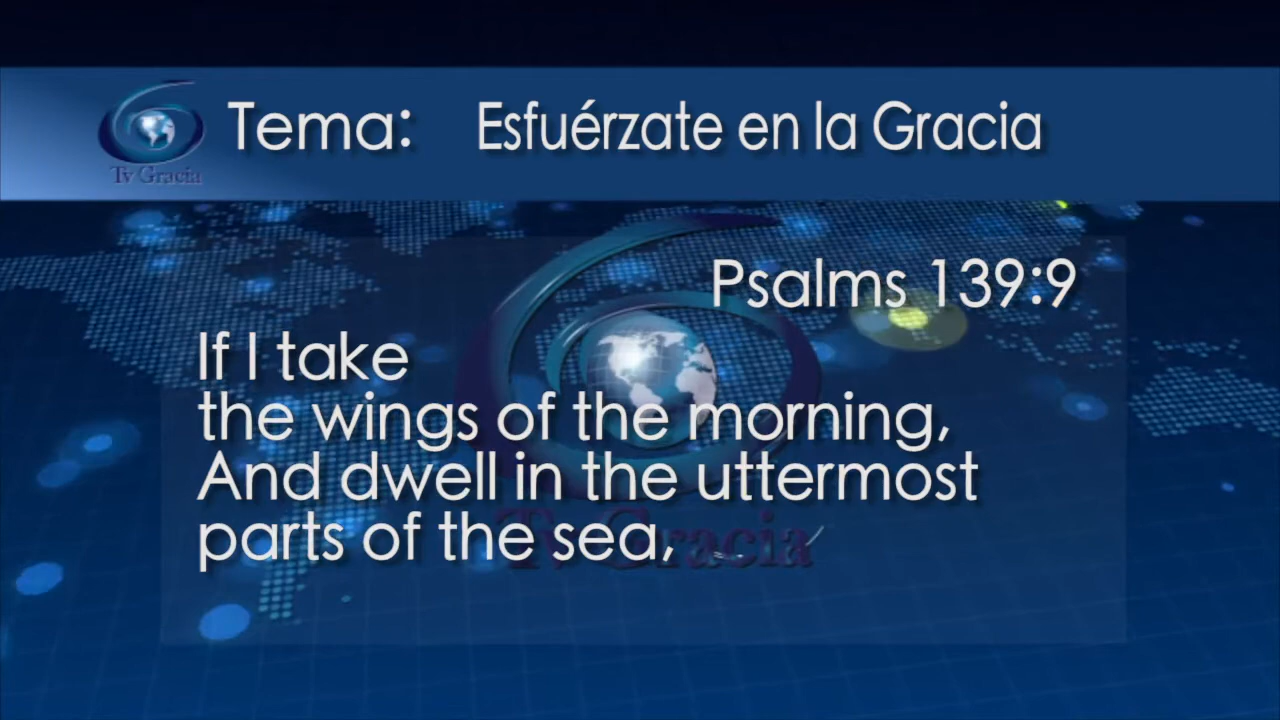 Tema: Esfuérzate en la Gracia
Tv Gracia
Psalms 139:9
If I take
the wings of the morning,
And dwell in the uttermost
parts of the sea,
Tv Gracia